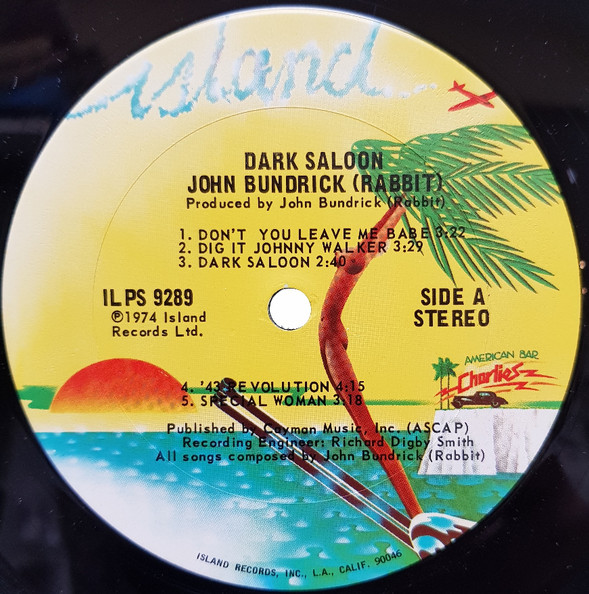 island
DARK SALOON
JOHN BUNDRICK (RABBIT)
Produced by John Bundrick (Rabbit)
1. DON'T YOU LEAVE ME BABE 3:22
2. DIG IT JOHNNY WALKER 3:29
3. DARK SALOON 2:40
ILPS 9289
℗1974 Island
Records Ltd.
SIDE A
STEREO
AMERICAN BAR
Charlies
4. '43 REVOLUTION 4:15
5. SPECIAL WOMAN 3:18
Published by Cayman Music, Inc. (ASCAP)
Recording Engineer: Richard Digby Smith
All songs composed by John Bundrick (Rabbit)
ISLAND RECORDS, INC., L.A., CALIF. 90046